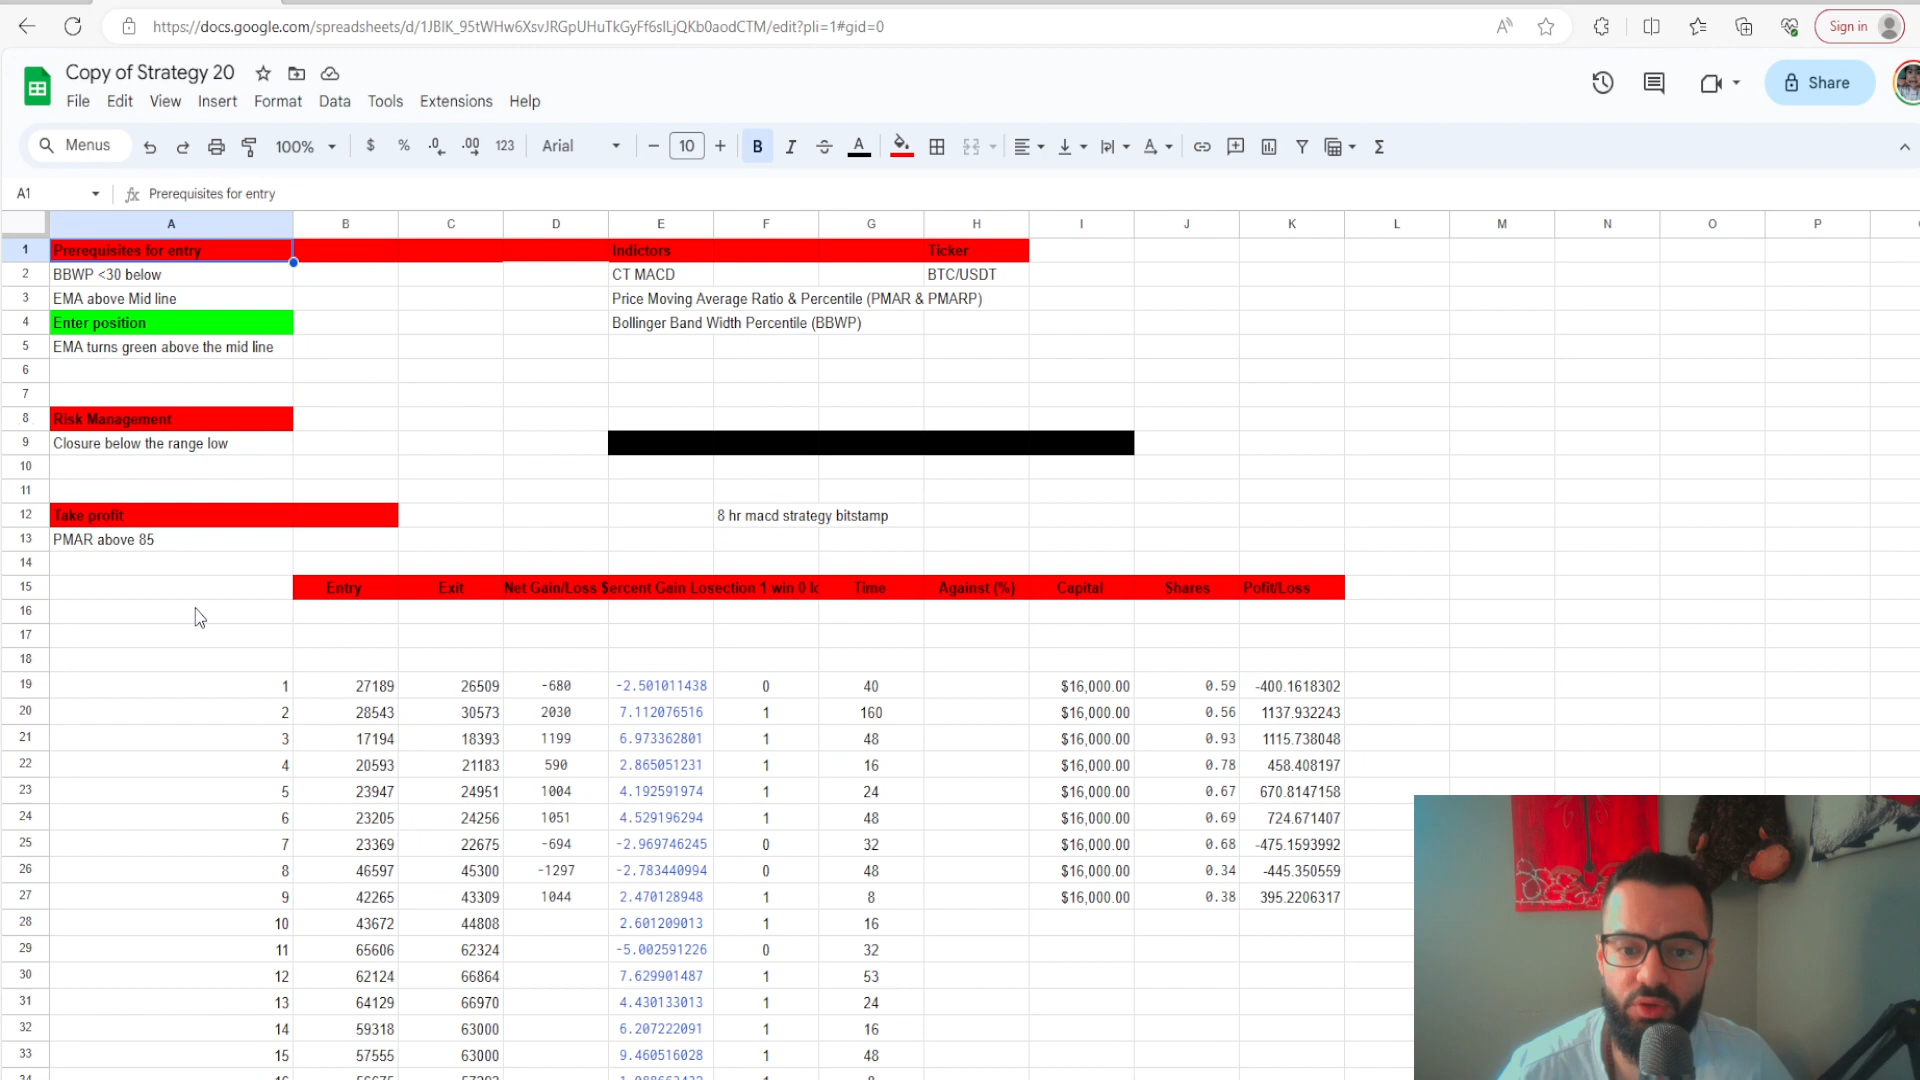 https://docs.google.com/spreadsheets/d/1JBlK_95tWHw6XsvJRGpUHuTkGyFf6slLjQKb0aodCTM/edit?pli=1#gid=0
Sign in
Copy of Strategy 20
File Edit View Insert Format Data Tools Extensions Help
Share
Menus 100% $ % .0 .00 123 Arial 10 B I A
A1 fx Prerequisites for entry
A B C D E F G H I J K L M N O P
1 Prerequisites for entry Indictors Ticker
2 BBWP <30 below CT MACD BTC/USDT
3 EMA above Mid line Price Moving Average Ratio & Percentile (PMAR & PMARP)
4 Enter position Bollinger Band Width Percentile (BBWP)
5 EMA turns green above the mid line
6
7
8 Risk Management
9 Closure below the range low
10
11
12 Take profit 8 hr macd strategy bitstamp
13 PMAR above 85
14
15 Entry Exit Net Gain/Loss $ercent Gain Losection 1 win 0 lc Time Against (%) Capital Shares Pofit/Loss
16
17
18
19 1 27189 26509 -680 -2.501011438 0 40 $16,000.00 0.59 -400.1618302
20 2 28543 30573 2030 7.112076516 1 160 $16,000.00 0.56 1137.932243
21 3 17194 18393 1199 6.973362801 1 48 $16,000.00 0.93 1115.738048
22 4 20593 21183 590 2.865051231 1 16 $16,000.00 0.78 458.408197
23 5 23947 24951 1004 4.192591974 1 24 $16,000.00 0.67 670.8147158
24 6 23205 24256 1051 4.529196294 1 48 $16,000.00 0.69 724.671407
25 7 23369 22675 -694 -2.969746245 0 32 $16,000.00 0.68 -475.1593992
26 8 46597 45300 -1297 -2.783440994 0 48 $16,000.00 0.34 -445.350559
27 9 42265 43309 1044 2.470128948 1 8 $16,000.00 0.38 395.2206317
28 10 43672 44808 2.601209013 1 16
29 11 65606 62324 -5.002591226 0 32
30 12 62124 66864 7.629901487 1 53
31 13 64129 66970 4.430133013 1 24
32 14 59318 63000 6.207222091 1 16
33 15 57555 63000 9.460516028 1 48